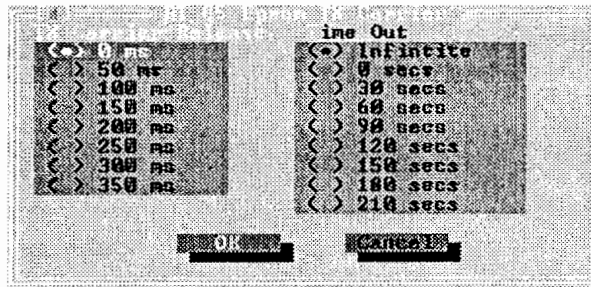 Release.
ime Out
(•) 0 ms
( ) 50 ms
( ) 100 ms
( ) 150 ms
( ) 200 ms
( ) 250 ms
( ) 300 ms
( ) 350 ms
(•) Infinite
( ) 0 secs
( ) 30 secs
( ) 60 secs
( ) 90 secs
( ) 120 secs
( ) 150 secs
( ) 180 secs
( ) 210 secs
OK
Cancel